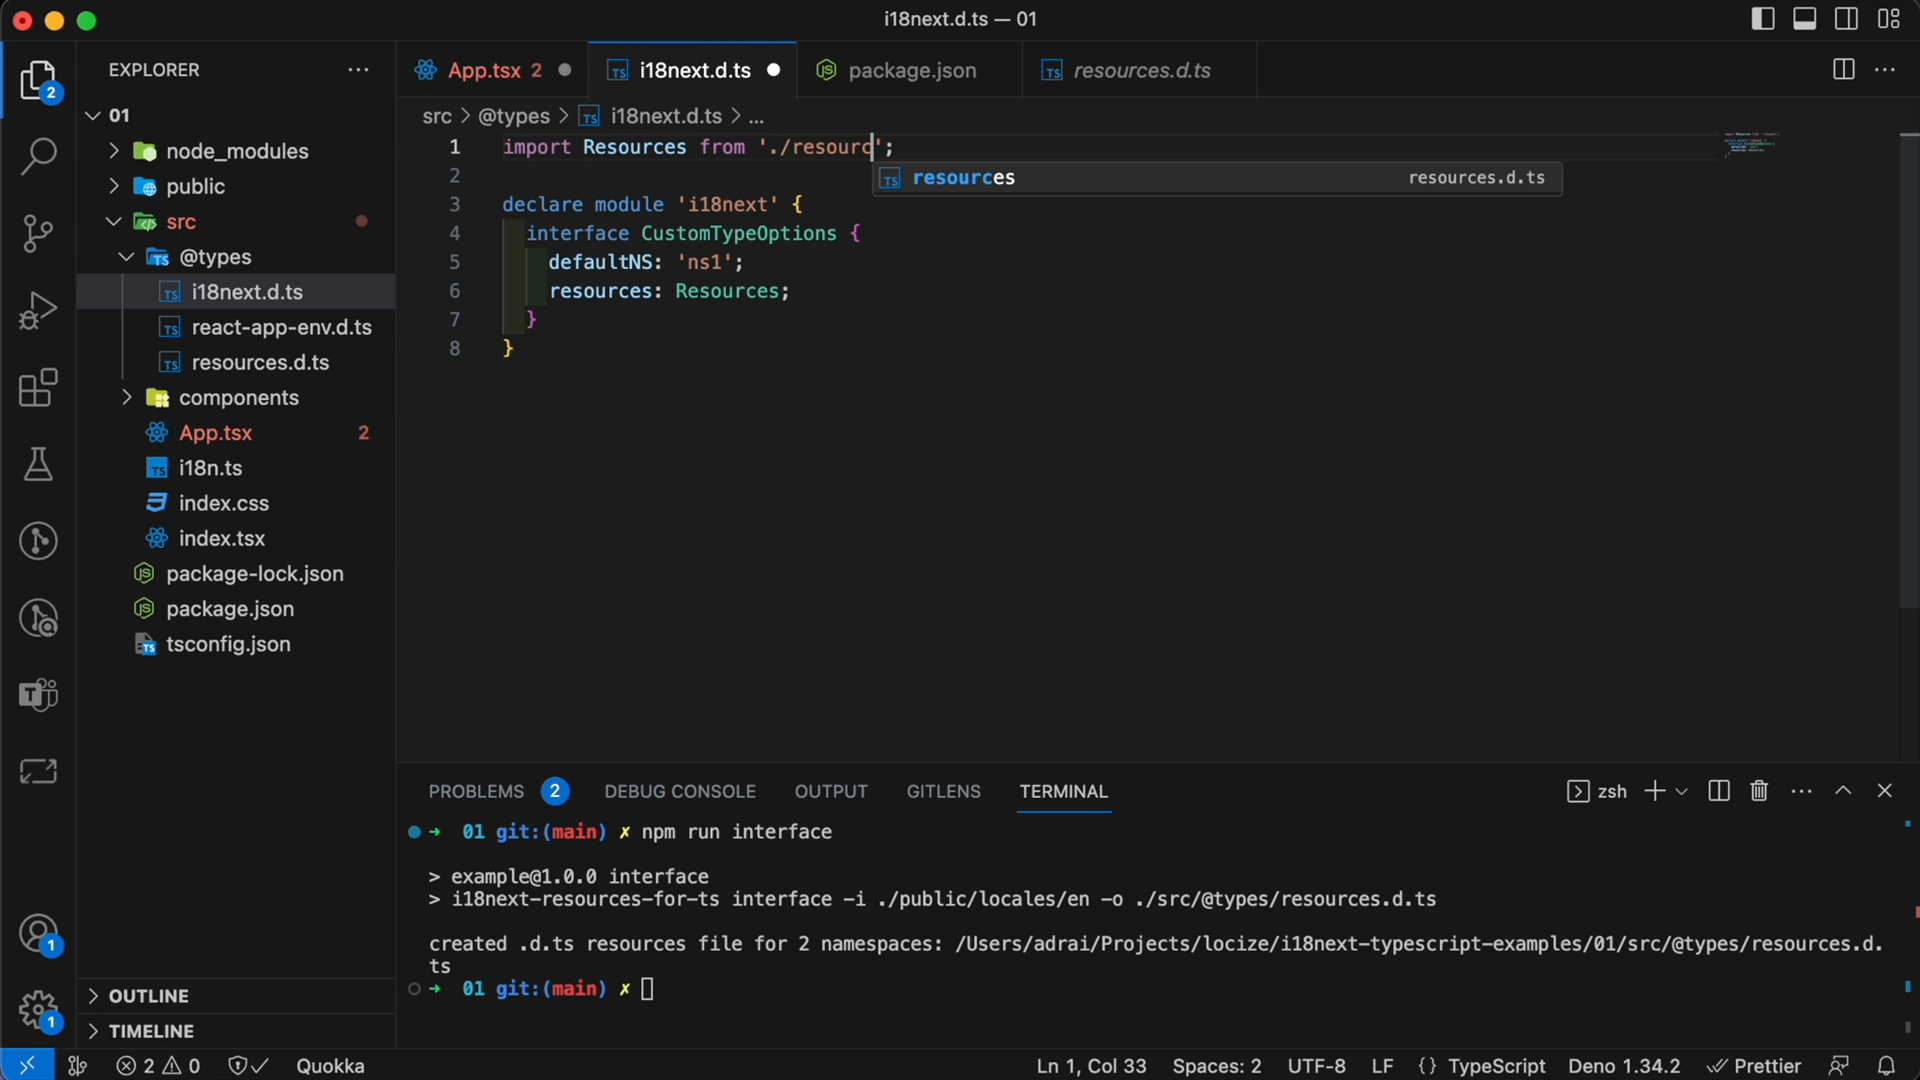 i18next.d.ts — 01
EXPLORER
2
01
node_modules
public
src
@types
i18next.d.ts
react-app-env.d.ts
resources.d.ts
components
App.tsx 2
i18n.ts
index.css
index.tsx
package-lock.json
package.json
tsconfig.json
OUTLINE
TIMELINE
1
1
App.tsx 2
i18next.d.ts
package.json
resources.d.ts
src > @types > i18next.d.ts > ...
1 import Resources from './resourc';
resources resources.d.ts
2
3 declare module 'i18next' {
4 interface CustomTypeOptions {
5 defaultNS: 'ns1';
6 resources: Resources;
7 }
8 }
PROBLEMS 2 DEBUG CONSOLE OUTPUT GITLENS TERMINAL zsh
➜ 01 git:(main) ✗ npm run interface
> example@1.0.0 interface
> i18next-resources-for-ts interface -i ./public/locales/en -o ./src/@types/resources.d.ts
created .d.ts resources file for 2 namespaces: /Users/adrai/Projects/locize/i18next-typescript-examples/01/src/@types/resources.d.
ts
➜ 01 git:(main) ✗
2 0 Quokka Ln 1, Col 33 Spaces: 2 UTF-8 LF {} TypeScript Deno 1.34.2 Prettier